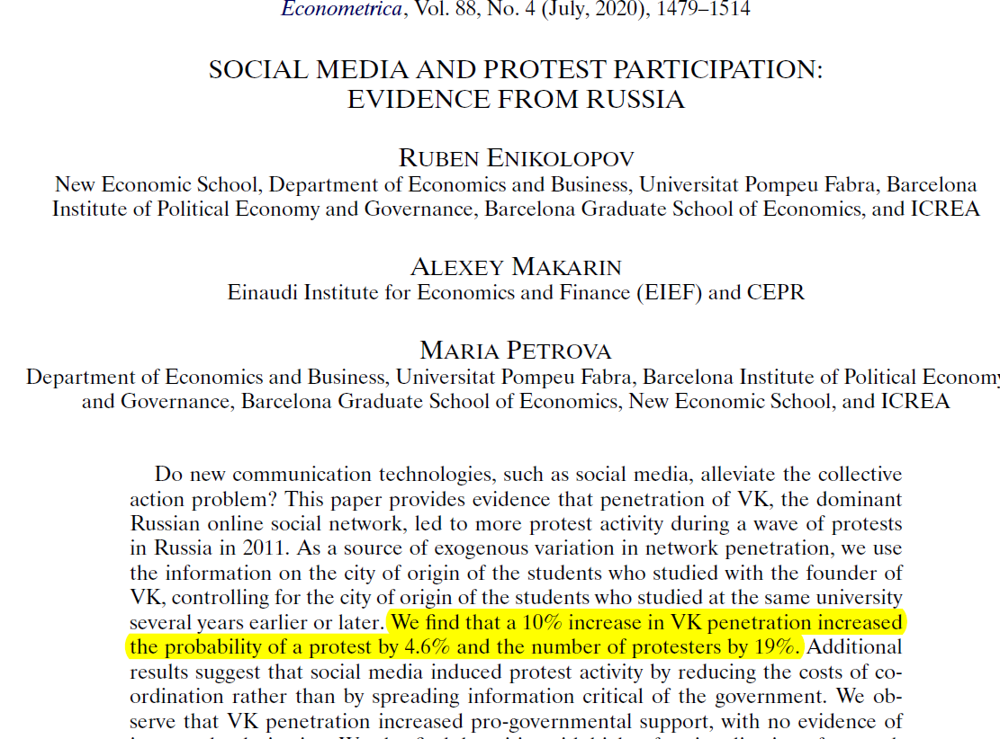 Econometrica, Vol. 88, No. 4 (July, 2020), 1479–1514
SOCIAL MEDIA AND PROTEST PARTICIPATION:
EVIDENCE FROM RUSSIA
RUBEN ENIKOLOPOV
New Economic School, Department of Economics and Business, Universitat Pompeu Fabra, Barcelona
Institute of Political Economy and Governance, Barcelona Graduate School of Economics, and ICREA
ALEXEY MAKARIN
Einaudi Institute for Economics and Finance (EIEF) and CEPR
MARIA PETROVA
Department of Economics and Business, Universitat Pompeu Fabra, Barcelona Institute of Political Economy
and Governance, Barcelona Graduate School of Economics, New Economic School, and ICREA
Do new communication technologies, such as social media, alleviate the collective
action problem? This paper provides evidence that penetration of VK, the dominant
Russian online social network, led to more protest activity during a wave of protests
in Russia in 2011. As a source of exogenous variation in network penetration, we use
the information on the city of origin of the students who studied with the founder of
VK, controlling for the city of origin of the students who studied at the same university
several years earlier or later. We find that a 10% increase in VK penetration increased
the probability of a protest by 4.6% and the number of protesters by 19%. Additional
results suggest that social media induced protest activity by reducing the costs of co-
ordination rather than by spreading information critical of the government. We ob-
serve that VK penetration increased pro-governmental support, with no evidence of